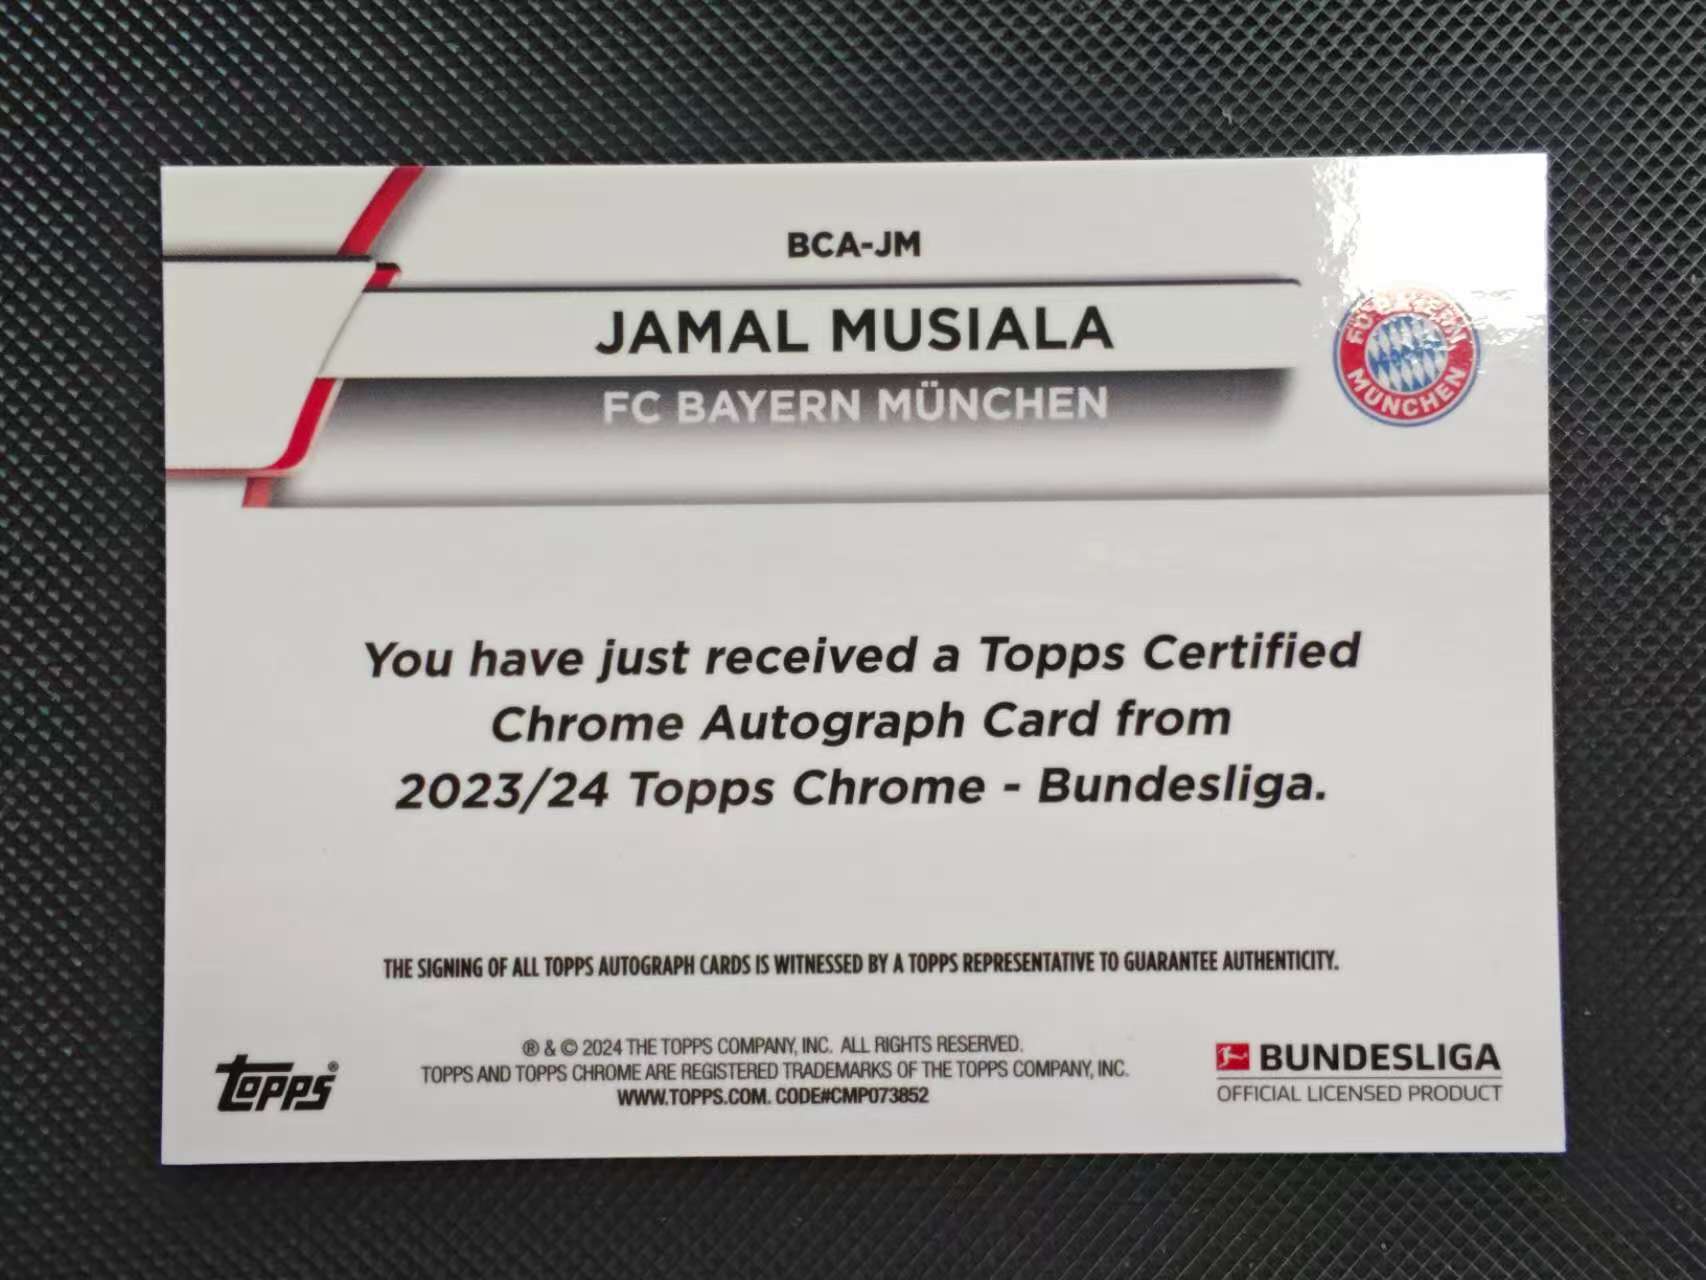 BCA-JM
JAMAL MUSIALA
FC BAYERN MÜNCHEN
FC BAYERN
MÜNCHEN
You have just received a Topps Certified
Chrome Autograph Card from
2023/24 Topps Chrome - Bundesliga.
THE SIGNING OF ALL TOPPS AUTOGRAPH CARDS IS WITNESSED BY A TOPPS REPRESENTATIVE TO GUARANTEE AUTHENTICITY.
topps®
® & © 2024 THE TOPPS COMPANY, INC. ALL RIGHTS RESERVED.
TOPPS AND TOPPS CHROME ARE REGISTERED TRADEMARKS OF THE TOPPS COMPANY, INC.
WWW.TOPPS.COM. CODE#CMP073852
BUNDESLIGA
OFFICIAL LICENSED PRODUCT